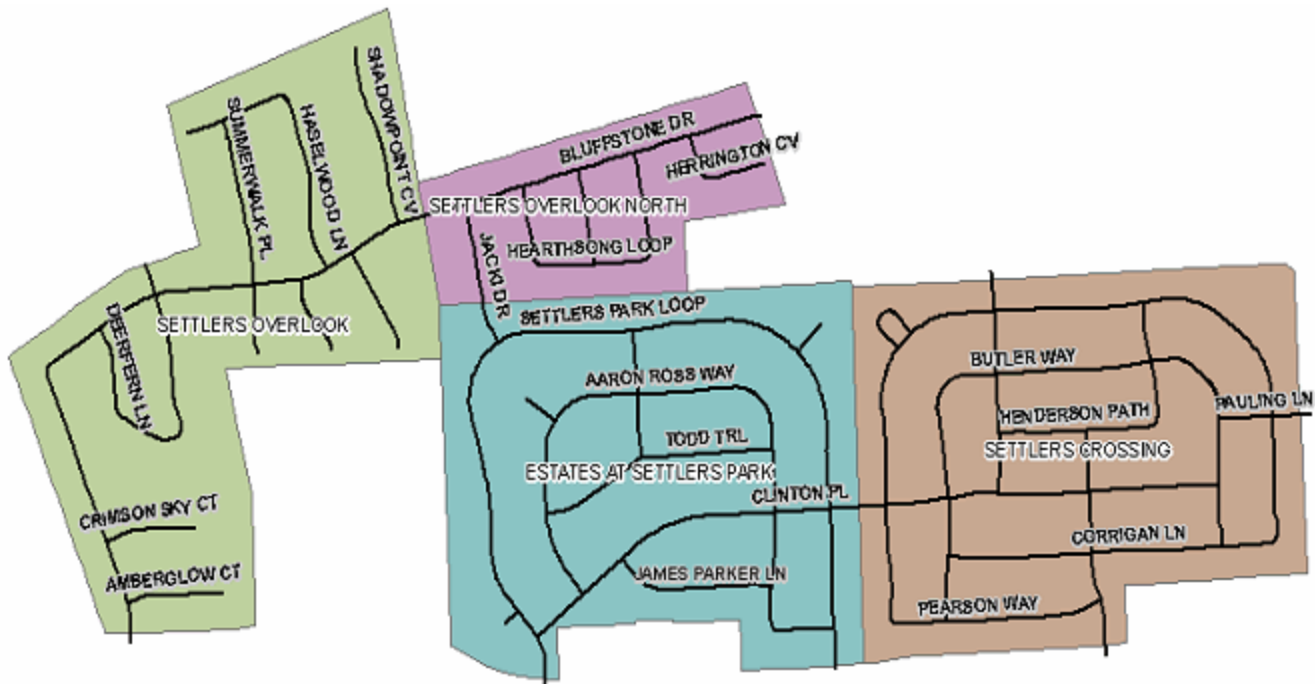 SHADOWPOINT CV
SUMMERWALK PL
HASELWOOD LN
BLUFFSTONE DR
HERRINGTON CV
SETTLERS OVERLOOK NORTH
HEARTHSONG LOOP
JACKI DR
DEERFERN LN
SETTLERS OVERLOOK
SETTLERS PARK LOOP
AARON ROSS WAY
TODD TRL
ESTATES AT SETTLERS PARK
CLINTON PL
JAMES PARKER LN
BUTLER WAY
HENDERSON PATH
PAULING LN
SETTLERS CROSSING
CORRIGAN LN
PEARSON WAY
CRIMSON SKY CT
AMBERGLOW CT